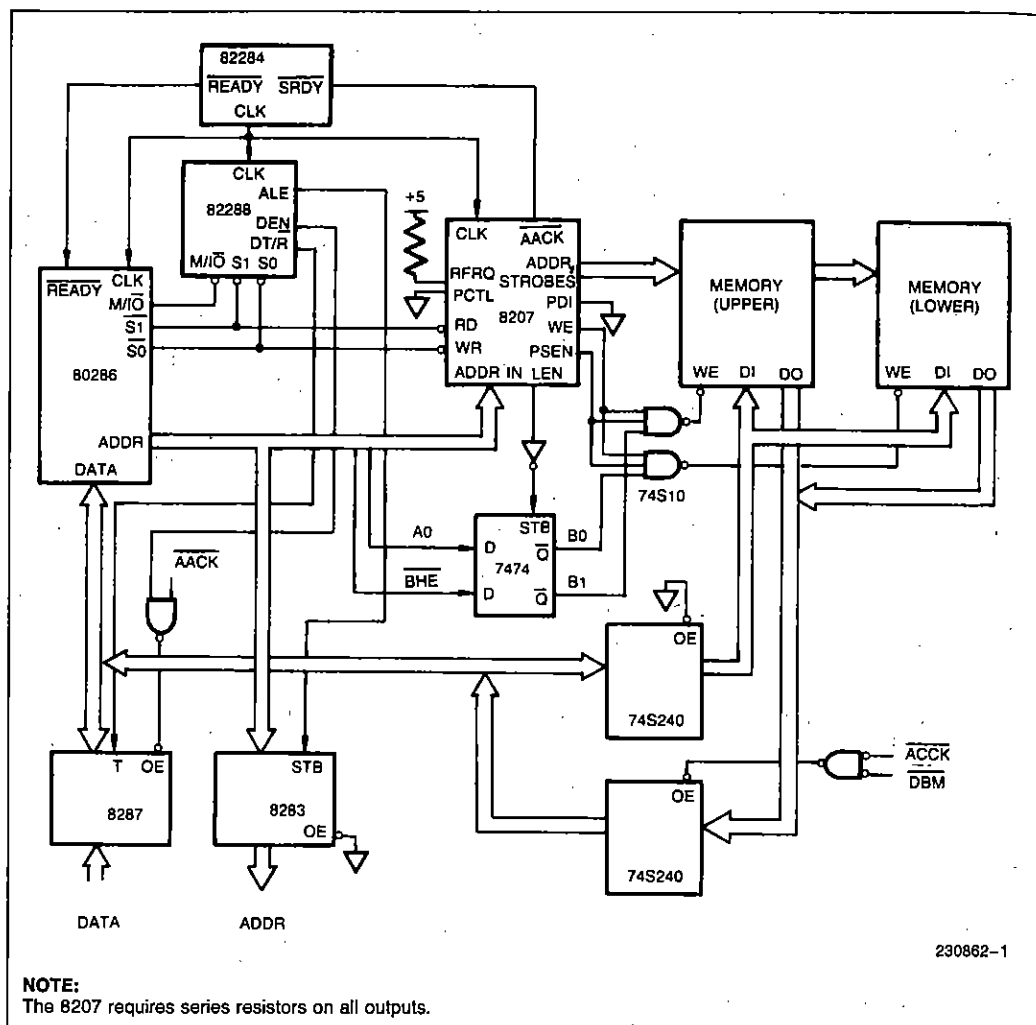 82284
READY SRDY
CLK
CLK
ALE
82288
DEN
DT/R
M/IO S1 S0
+5
CLK AACK
ADDR
RFRQ STROBES
PCTL PDI
8207
RD WE
WR PSEN
ADDR IN LEN
MEMORY
(UPPER)
WE DI DO
MEMORY
(LOWER)
WE DI DO
READY CLK
M/IO
S1
S0
80286
ADDR
DATA
74S10
AACK
A0
BHE
STB
D Q
7474
D Q
B0
B1
OE
74S240
T OE
8287
STB
8283
OE
OE
74S240
ACCK
DBM
DATA
ADDR
230862-1
NOTE:
The 8207 requires series resistors on all outputs.